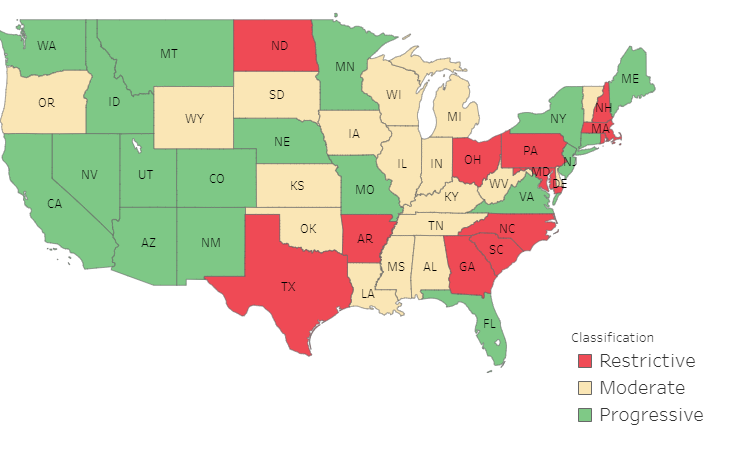 WA
MT
ND
MN
ME
OR
ID
SD
WI
MI
NY
NH
MA
WY
NE
IA
PA
NJ
NV
UT
CO
IL
IN
OH
MD
DE
CA
KS
MO
KY
WV
VA
AZ
NM
OK
AR
TN
NC
SC
TX
MS
AL
GA
LA
FL
Classification
Restrictive
Moderate
Progressive